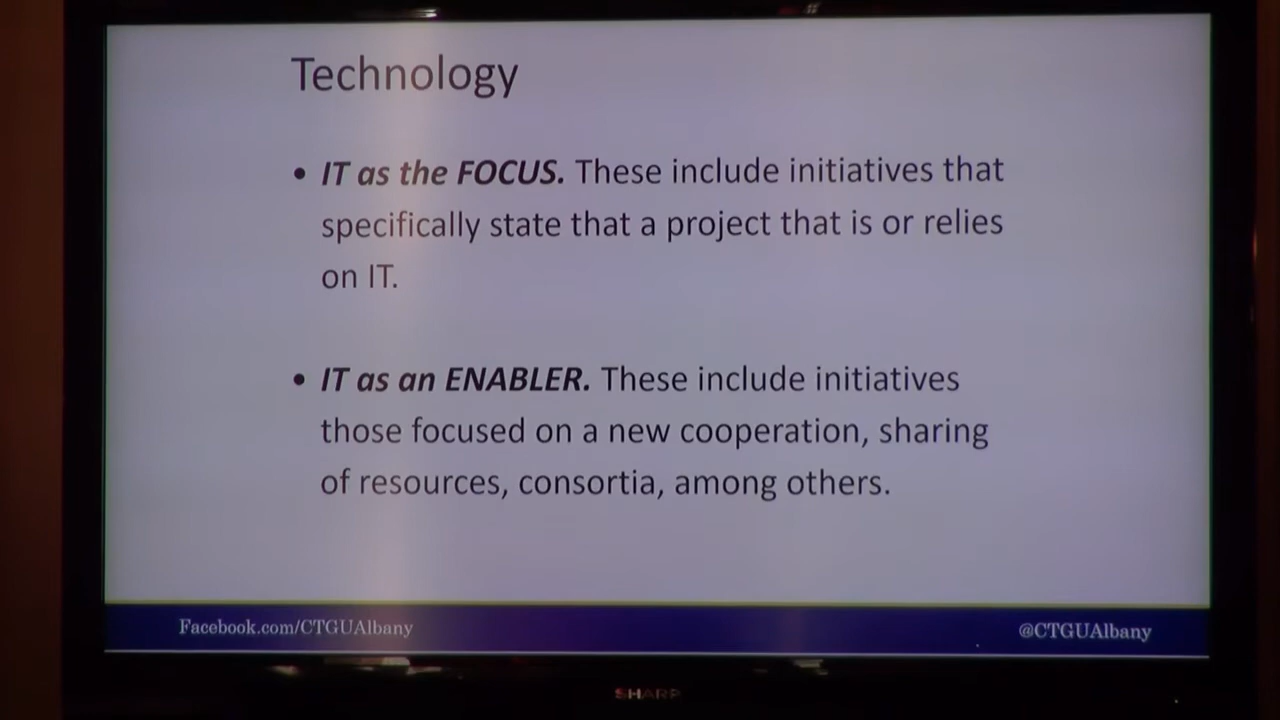 Technology
• IT as the FOCUS. These include initiatives that
specifically state that a project that is or relies
on IT.
• IT as an ENABLER. These include initiatives
those focused on a new cooperation, sharing
of resources, consortia, among others.
Facebook.com/CTGUAlbany
@CTGUAlbany
SHARP